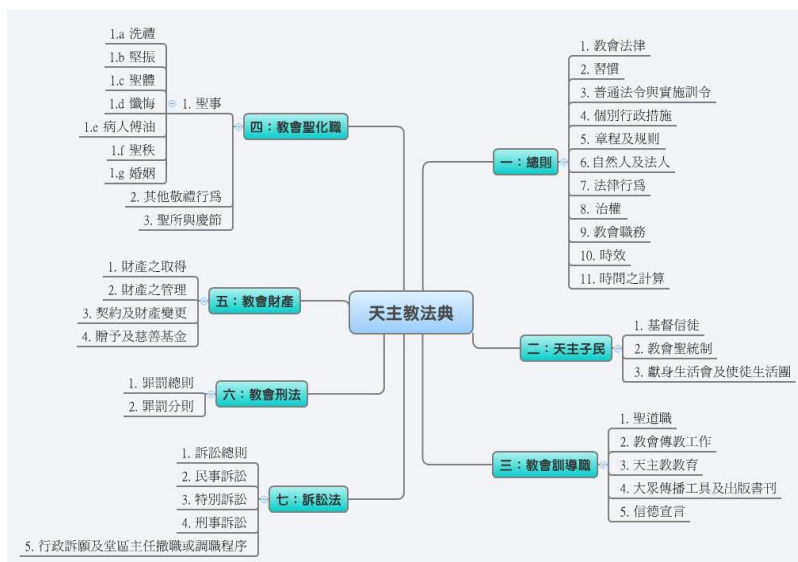 天主教法典
一：總則
1. 教會法律
2. 習慣
3. 普通法令與實施訓令
4. 個別行政措施
5. 章程及規则
6.自然人及法人
7. 法律行爲
8. 治權
9. 教會職務
10. 時效
11. 時間之計算
二：天主子民
1. 基督信徒
2. 教會聖統制
3. 獻身生活會及使徒生活團
三：教會訓導職
1. 聖道職
2. 教會傳教工作
3. 天主教教育
4. 大眾傳播工具及出版書刊
5. 信德宣言
四：教會聖化職
1. 聖事
1.a 洗禮
1.b 堅振
1.c 聖體
1.d 懺悔
1.e 病人傅油
1.f 聖秩
1.g 婚姻
2. 其他敬禮行爲
3. 聖所與慶節
五：教會財產
1. 財產之取得
2. 財產之管理
3. 契約及財產變更
4. 贈予及慈善基金
六：教會刑法
1. 罪罰總則
2. 罪罰分則
七：訴訟法
1. 訴訟總則
2. 民事訴訟
3. 特別訴訟
4. 刑事訴訟
5. 行政訴願及堂區主任撤職或調職程序